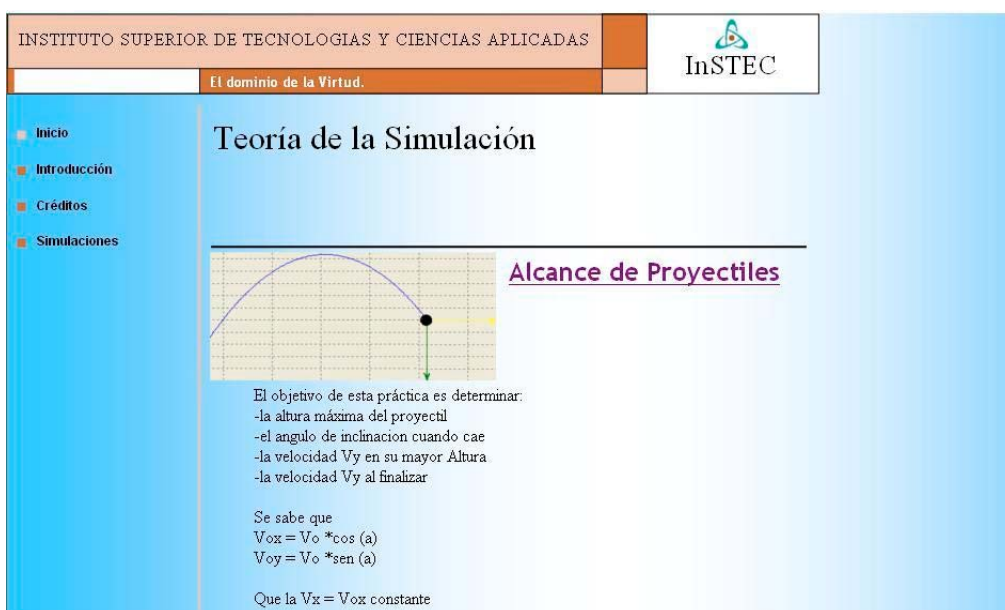 INSTITUTO SUPERIOR DE TECNOLOGIAS Y CIENCIAS APLICADAS
InSTEC
El dominio de la Virtud.
Inicio
Introducción
Créditos
Simulaciones
Teoría de la Simulación
Alcance de Proyectiles
El objetivo de esta práctica es determinar:
-la altura máxima del proyectil
-el angulo de inclinacion cuando cae
-la velocidad Vy en su mayor Altura
-la velocidad Vy al finalizar
Se sabe que
Vox = Vo *cos (a)
Voy = Vo *sen (a)
Que la Vx = Vox constante